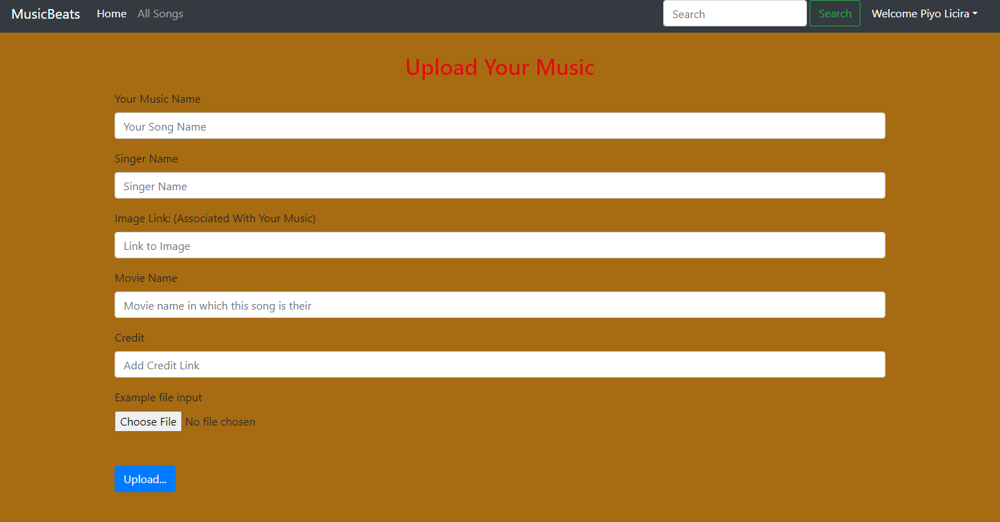 MusicBeats Home All Songs Search Search Welcome Piyo Licira
Upload Your Music
Your Music Name
Your Song Name
Singer Name
Singer Name
Image Link: (Associated With Your Music)
Link to Image
Movie Name
Movie name in which this song is their
Credit
Add Credit Link
Example file input
Choose File No file chosen
Upload...